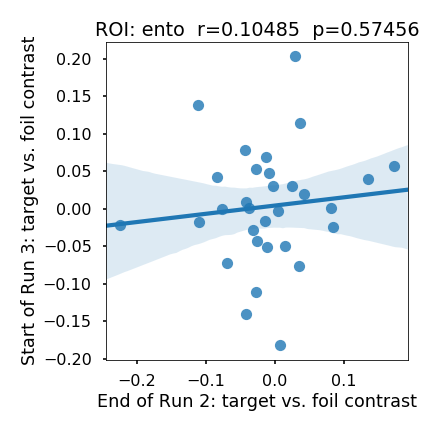 ROI: ento  r=0.10485  p=0.57456
Start of Run 3: target vs. foil contrast
0.20
0.15
0.10
0.05
0.00
−0.05
−0.10
−0.15
−0.20
−0.2 −0.1 0.0 0.1
End of Run 2: target vs. foil contrast